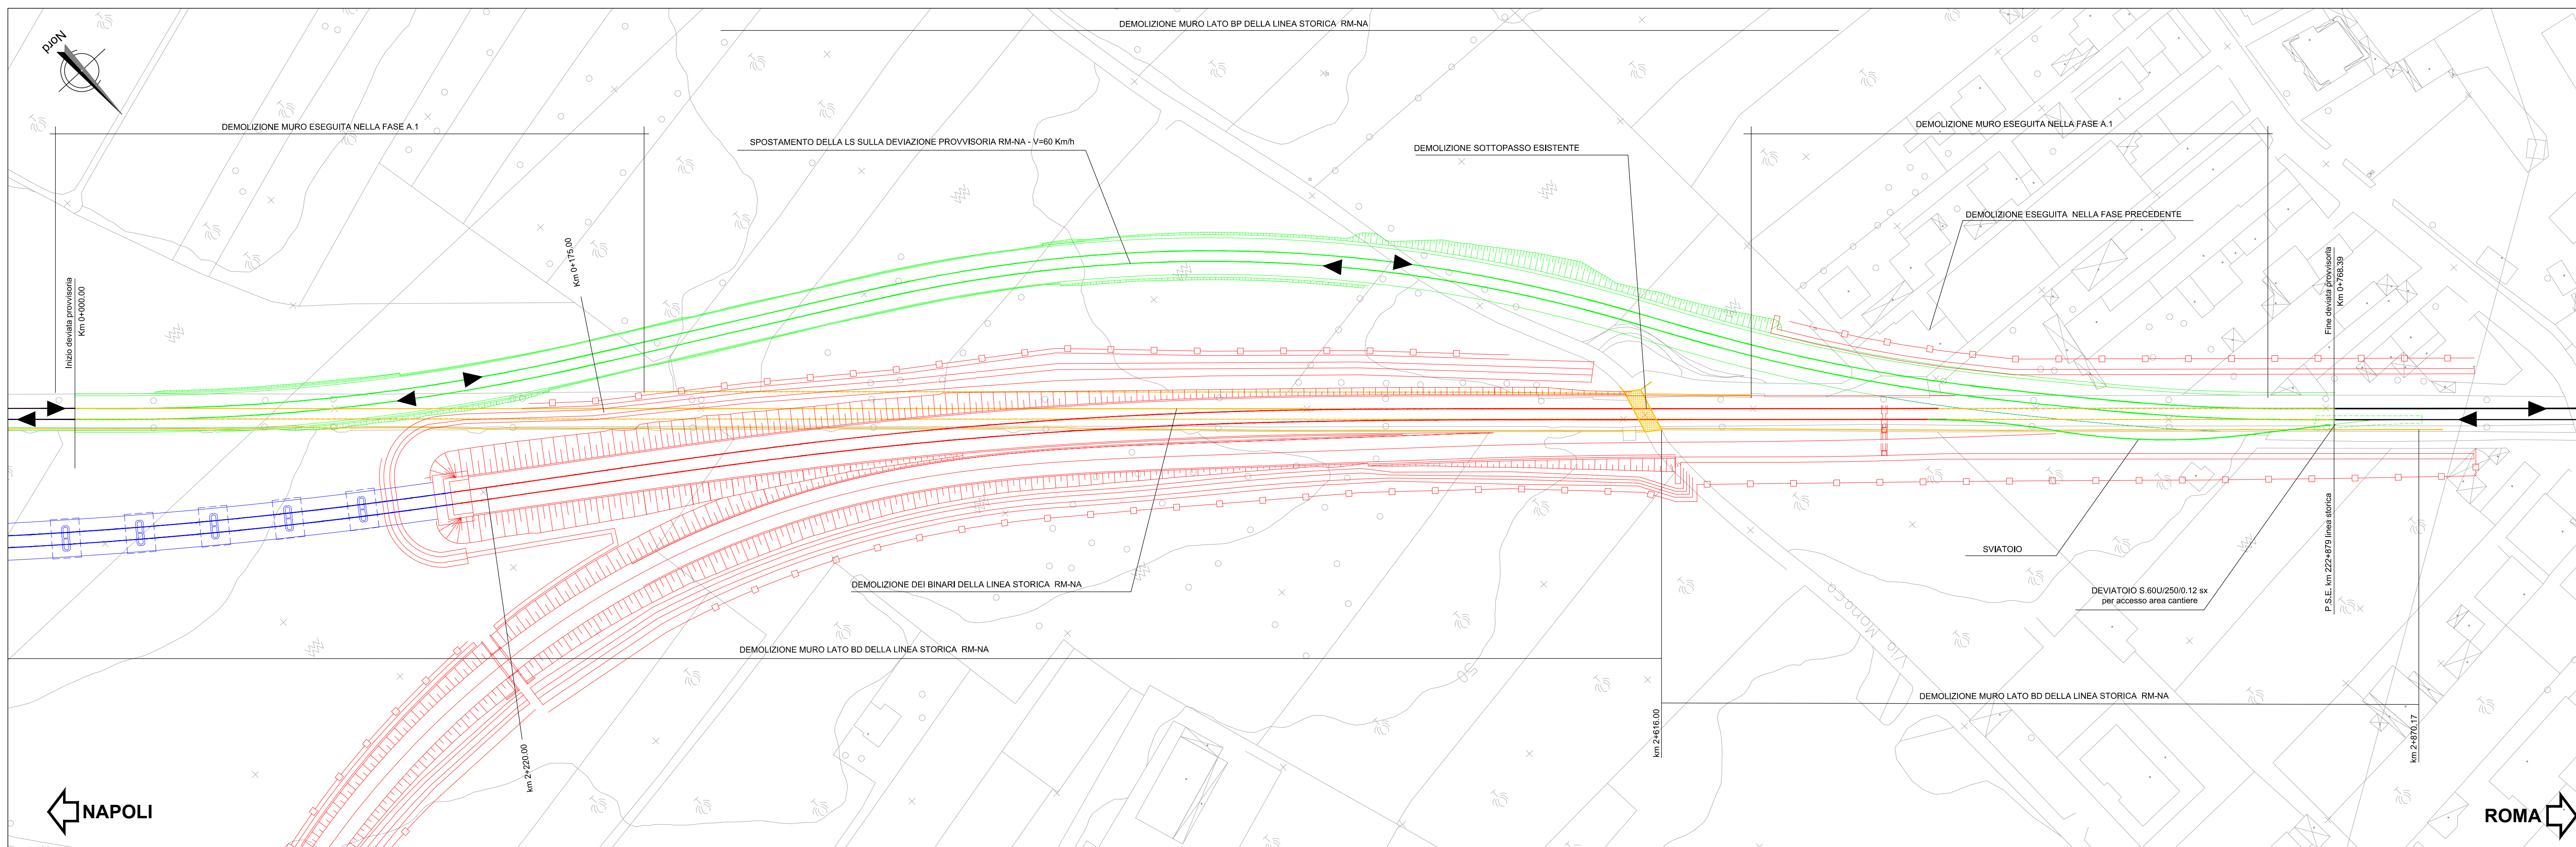 DEMOLIZIONE MURO LATO BP DELLA LINEA STORICA RM-NA
Nord
DEMOLIZIONE MURO ESEGUITA NELLA FASE A.1
SPOSTAMENTO DELLA LS SULLA DEVIAZIONE PROVVISORIA RM-NA - V=60 Km/h
DEMOLIZIONE SOTTOPASSO ESISTENTE
DEMOLIZIONE MURO ESEGUITA NELLA FASE A.1
DEMOLIZIONE ESEGUITA NELLA FASE PRECEDENTE
Inizio deviata provvisoria
Km 0+000.00
Km 0+175.00
Fine deviata provvisoria
Km 0+768.39
P.S.E. km 222+879 linea storica
SVIATOIO
DEVIATOIO S.60U/250/0.12 sx
per accesso area cantiere
DEMOLIZIONE DEI BINARI DELLA LINEA STORICA RM-NA
Via Monaca
50
DEMOLIZIONE MURO LATO BD DELLA LINEA STORICA RM-NA
DEMOLIZIONE MURO LATO BD DELLA LINEA STORICA RM-NA
km 2+220.00
km 2+616.00
km 2+870.17
NAPOLI
ROMA